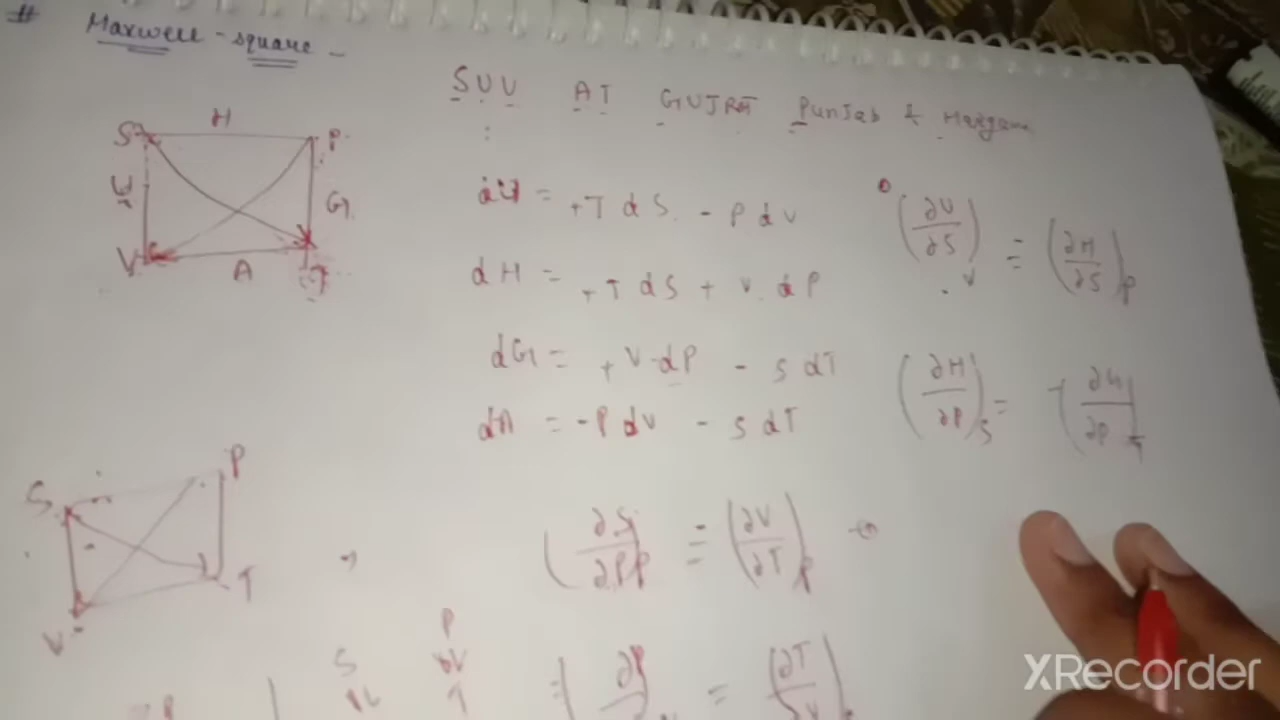 # Maxwell - square -
SUV AT GUJRAT Punjab & Haryana
S H P
U G
V A T
dU = +T dS - P dV
dH = +T dS + V. dP
dG = + V dP - S dT
dA = -P dV - S dT
(∂U/∂S)V = (∂H/∂S)P
(∂H/∂P)S = (∂G/∂P)T
S P
V T
= (∂V/∂T)P
S P
XRecorder